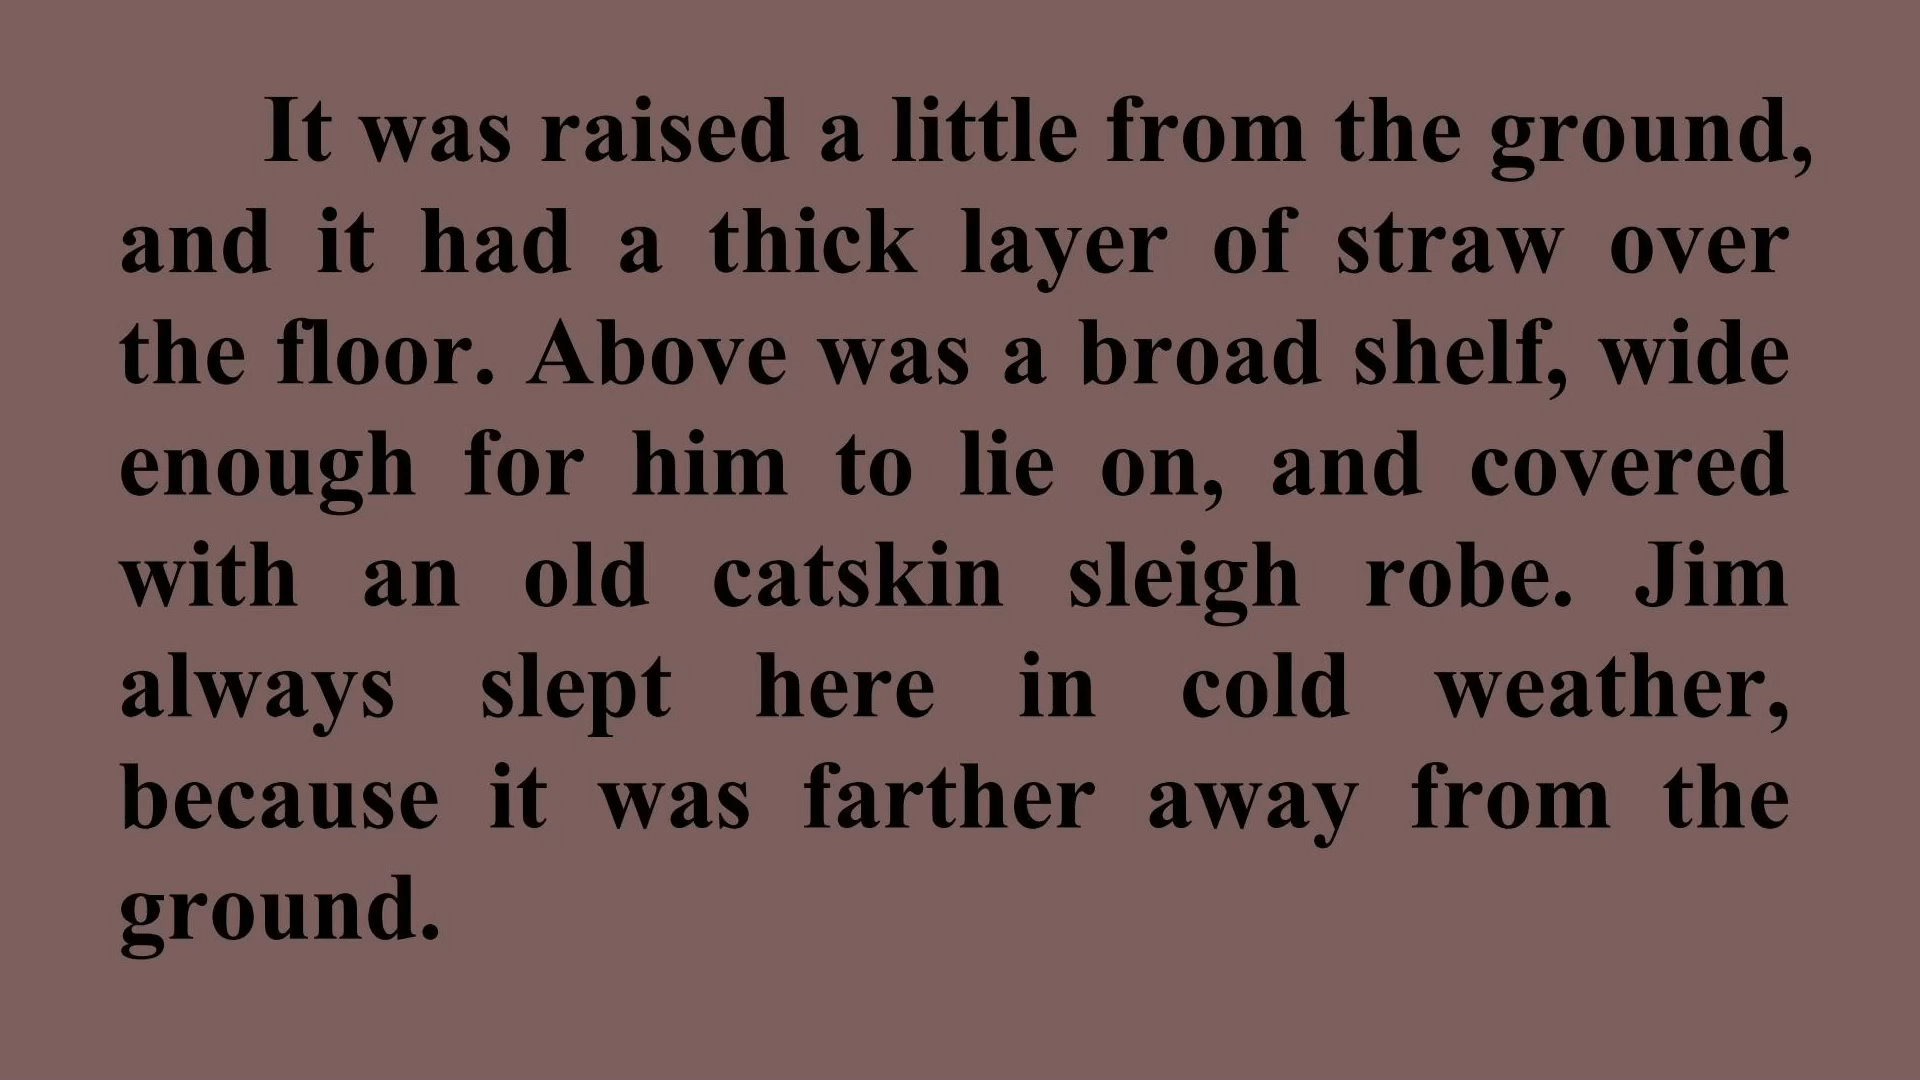 It was raised a little from the ground,
and it had a thick layer of straw over
the floor. Above was a broad shelf, wide
enough for him to lie on, and covered
with an old catskin sleigh robe. Jim
always slept here in cold weather,
because it was farther away from the
ground.